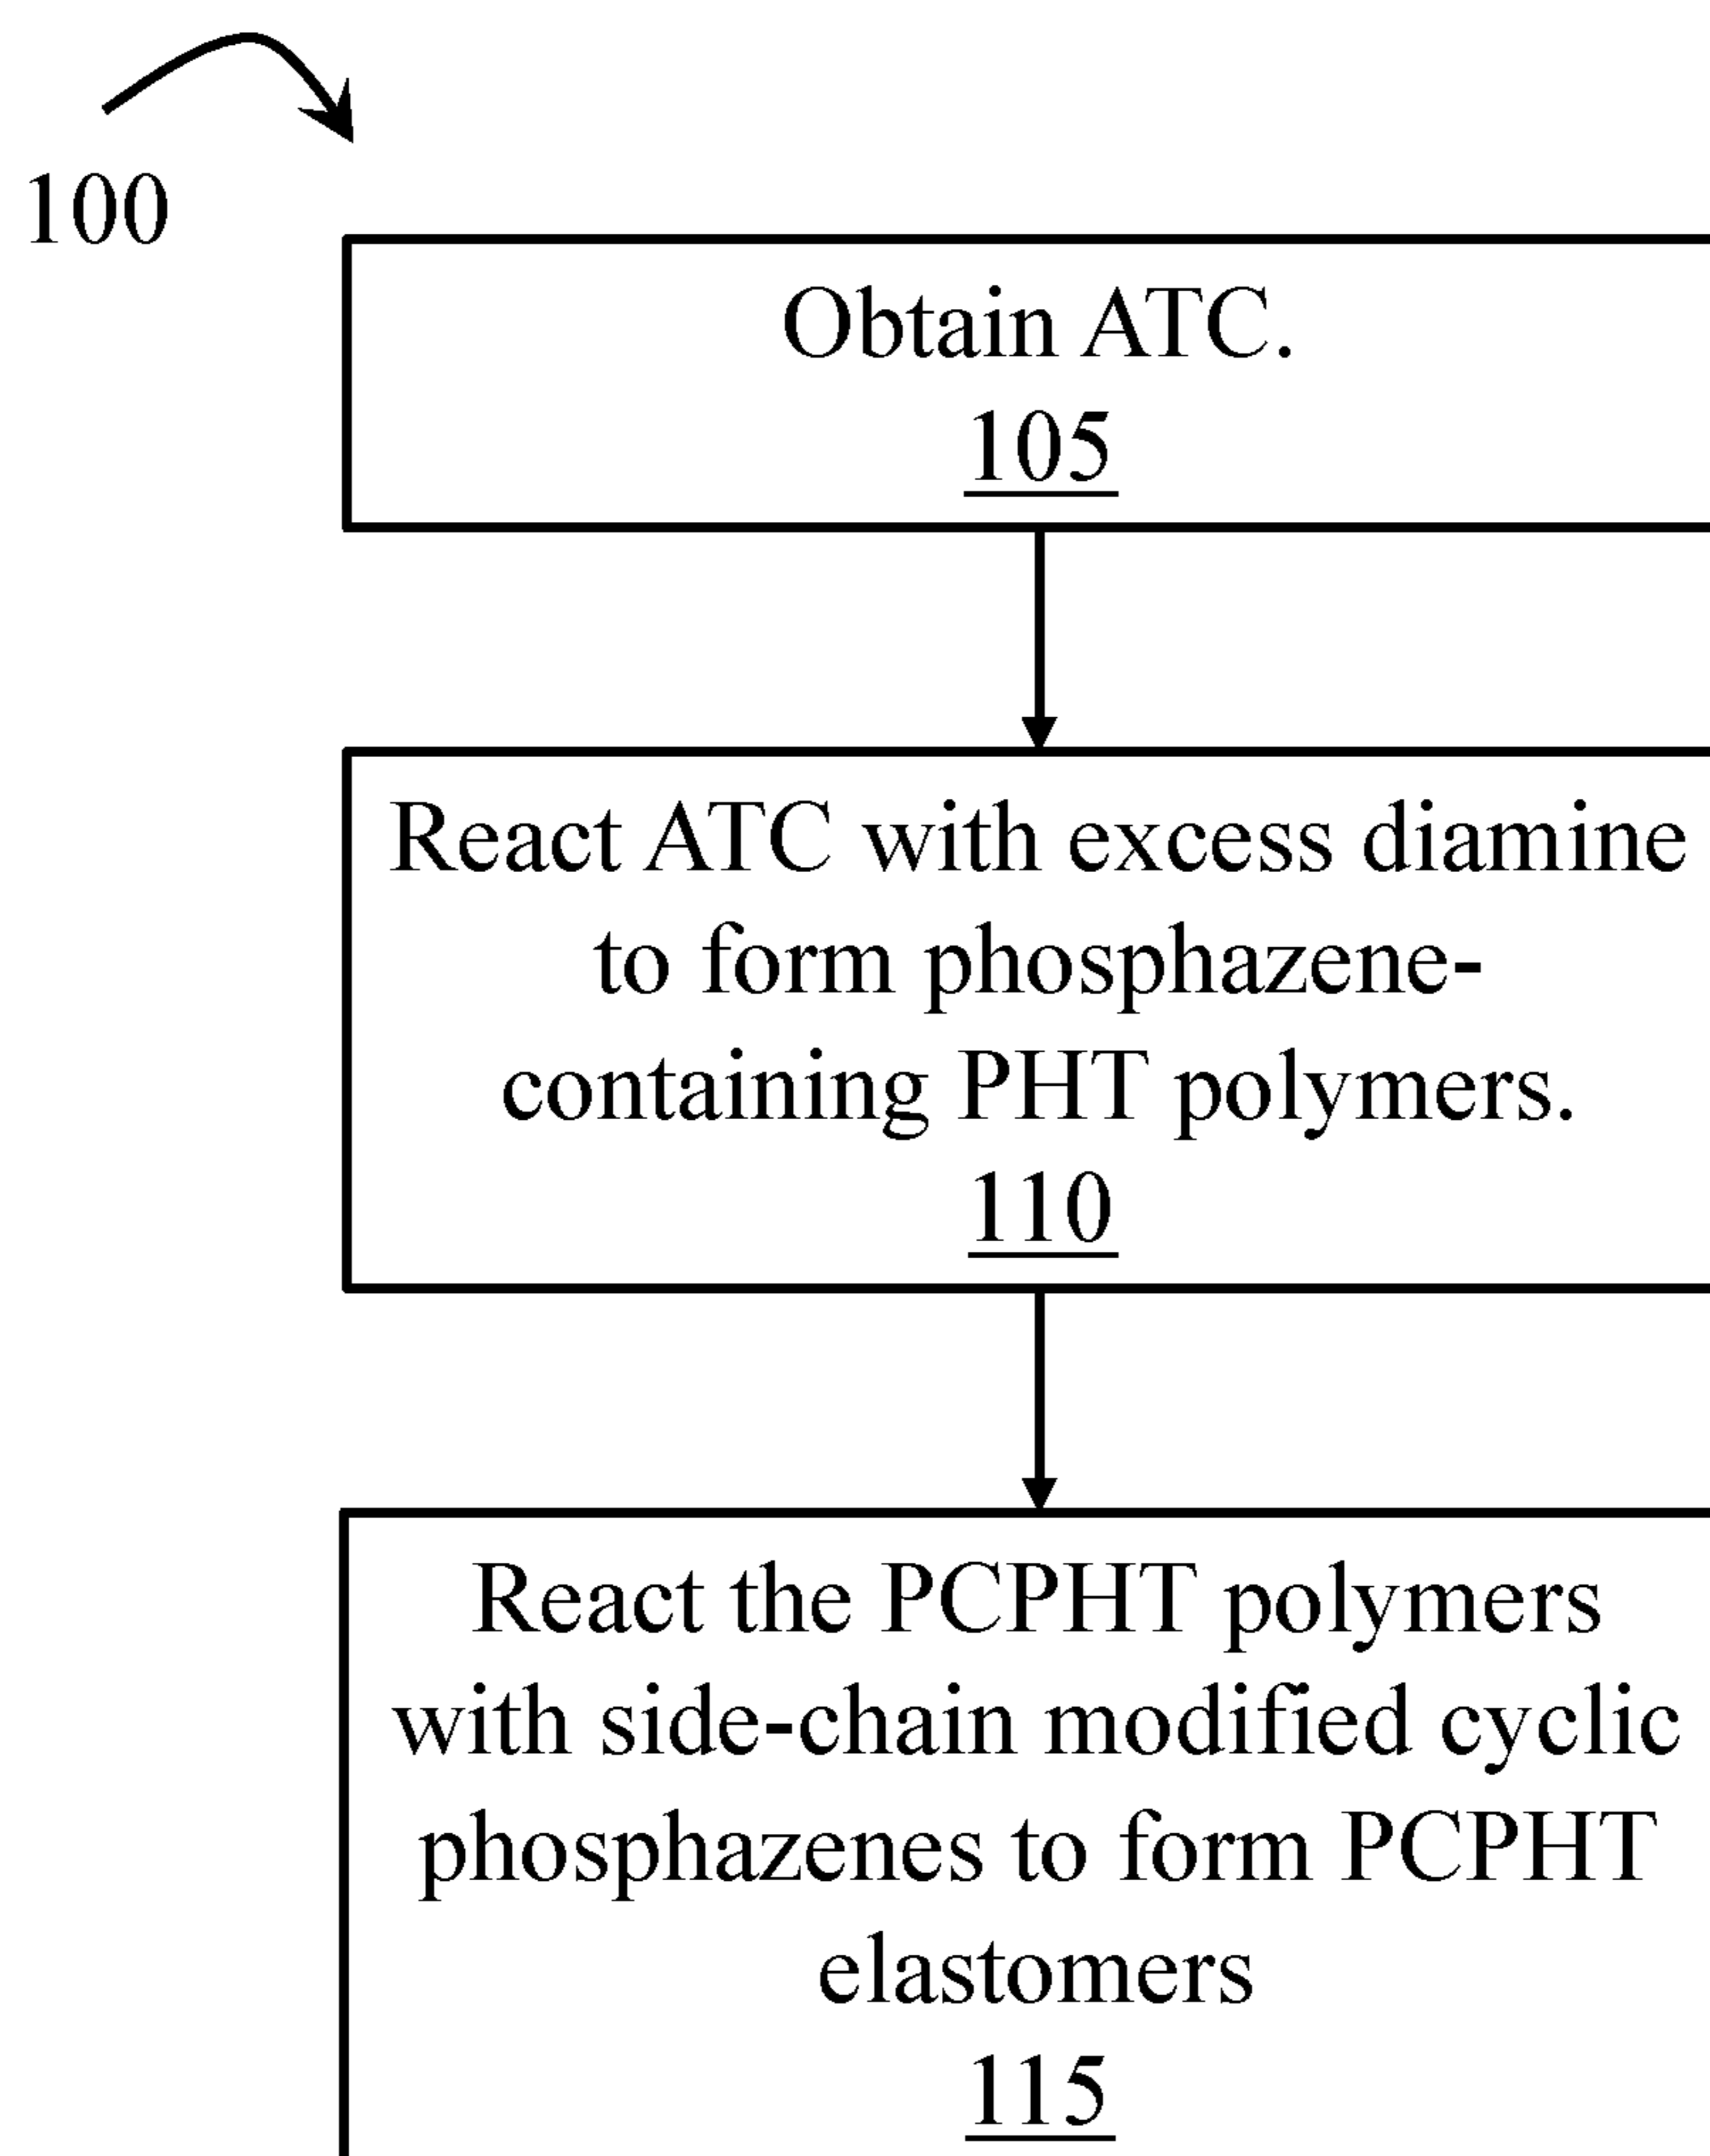 100
Obtain ATC.
105
React ATC with excess diamine
to form phosphazene-
containing PHT polymers.
110
React the PCPHT polymers
with side-chain modified cyclic
phosphazenes to form PCPHT
elastomers
115